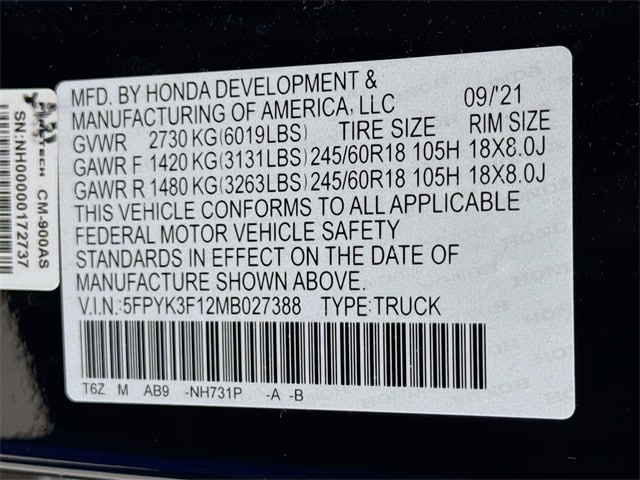 MFD. BY HONDA DEVELOPMENT &
MANUFACTURING OF AMERICA, LLC 09/'21
GVWR 2730 KG(6019LBS) TIRE SIZE RIM SIZE
GAWR F 1420 KG(3131LBS) 245/60R18 105H 18X8.0J
GAWR R 1480 KG(3263LBS) 245/60R18 105H 18X8.0J
THIS VEHICLE CONFORMS TO ALL APPLICABLE
FEDERAL MOTOR VEHICLE SAFETY
STANDARDS IN EFFECT ON THE DATE OF
MANUFACTURE SHOWN ABOVE.
V.I.N.:5FPYK3F12MB027388 TYPE:TRUCK
T6Z M AB9 -NH731P -A -B
CM-900AS
SN:NH00000172737
HONDA